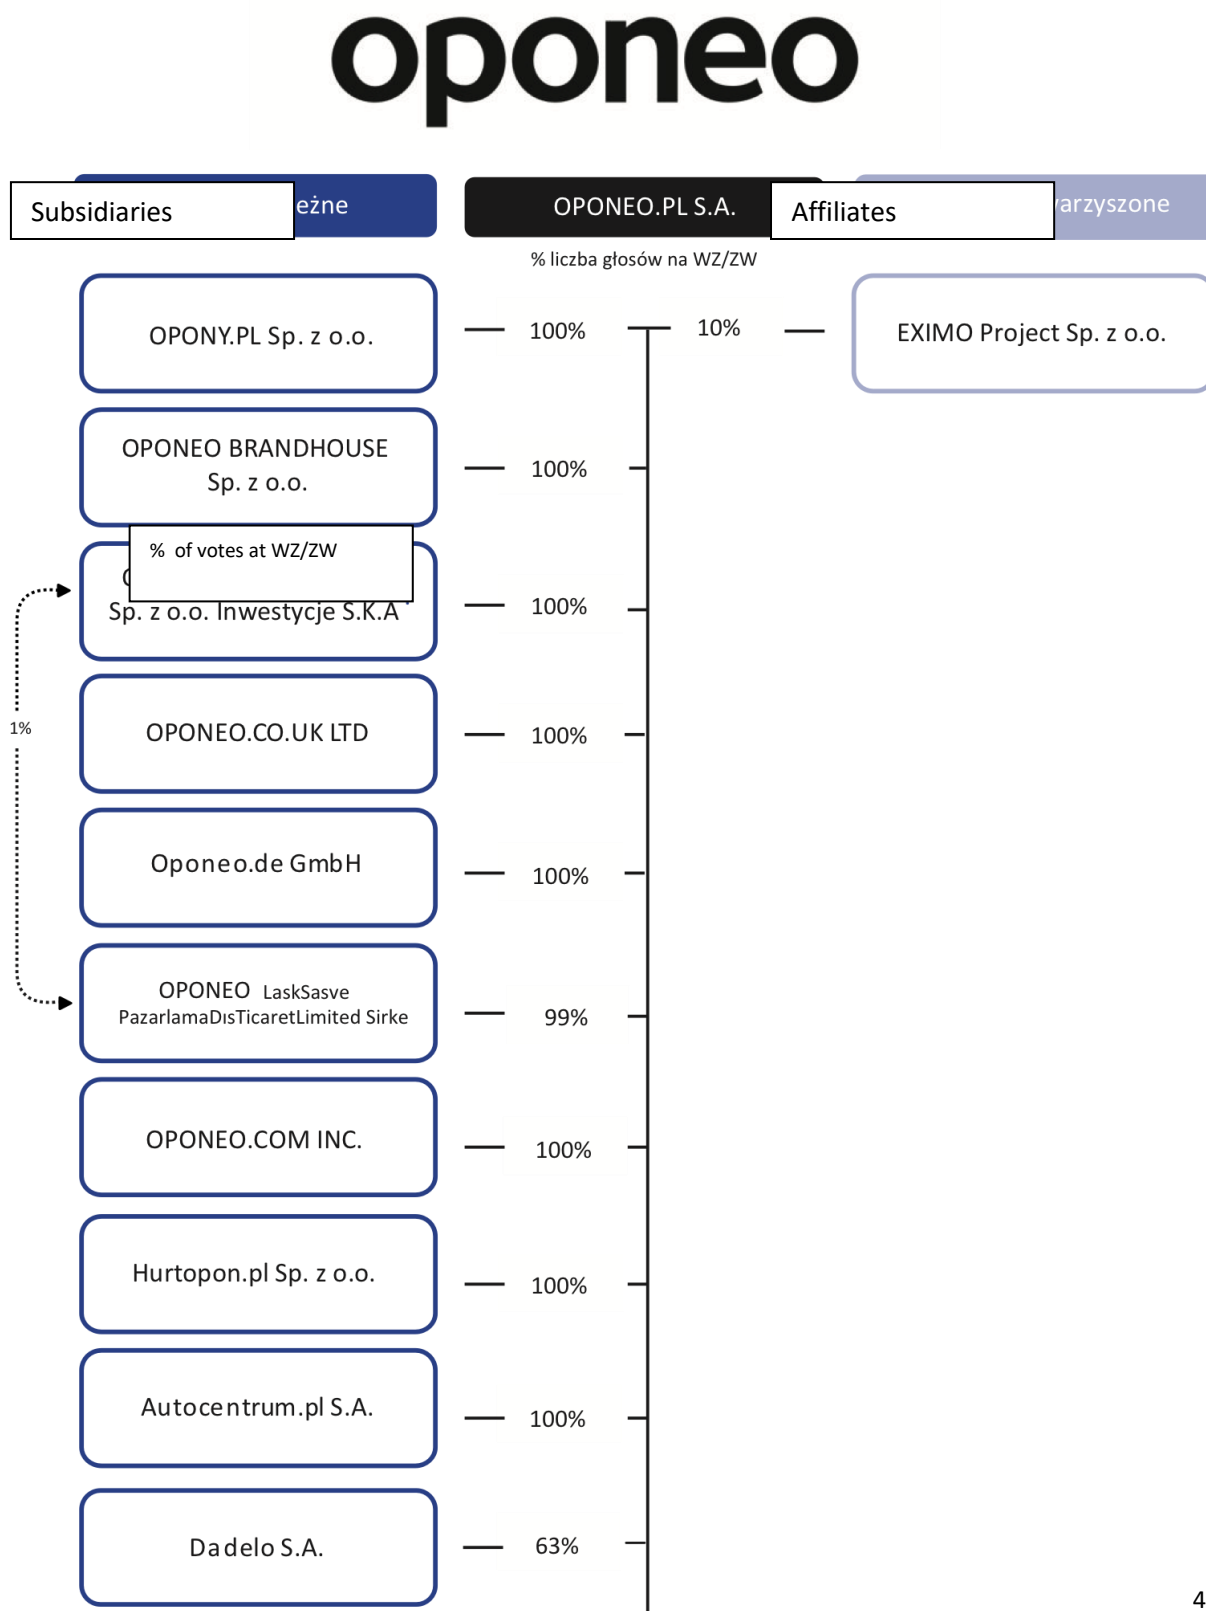 oponeo
Subsidiaries
eżne
OPONEO.PL S.A.
Affiliates
arzyszone
% liczba głosów na WZ/ZW
OPONY.PL Sp. z o.o.
100%
10%
EXIMO Project Sp. z o.o.
OPONEO BRANDHOUSE
Sp. z o.o.
100%
% of votes at WZ/ZW
Sp. z o.o. Inwestycje S.K.A
100%
1%
OPONEO.CO.UK LTD
100%
Oponeo.de GmbH
100%
OPONEO LaskSasve
PazarlamaDısTicaretLimited Sirke
99%
OPONEO.COM INC.
100%
Hurtopon.pl Sp. z o.o.
100%
Autocentrum.pl S.A.
100%
Dadelo S.A.
63%
4